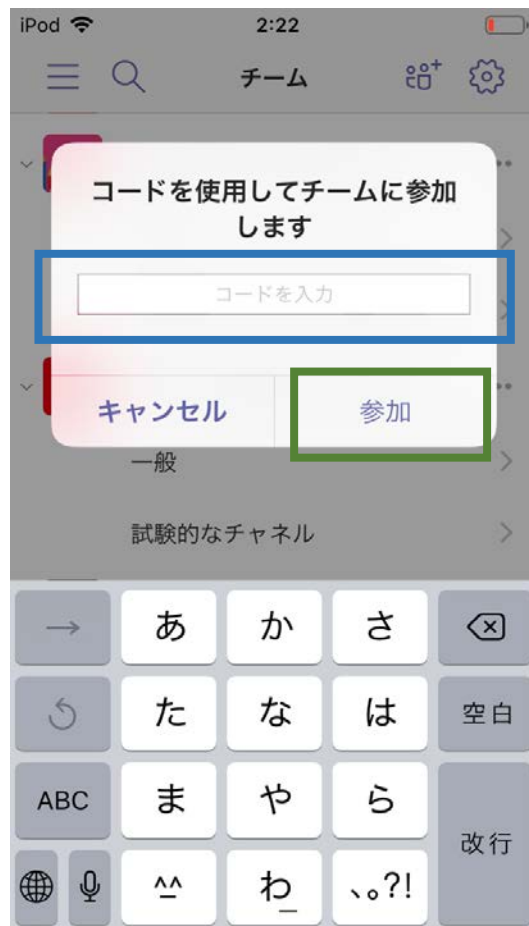 iPod 2:22
チーム
コードを使用してチームに参加
します
コードを入力
キャンセル 参加
一般
試験的なチャネル
→ あ か さ
た な は 空白
ABC ま や ら
改行
^^ わ 、。?!